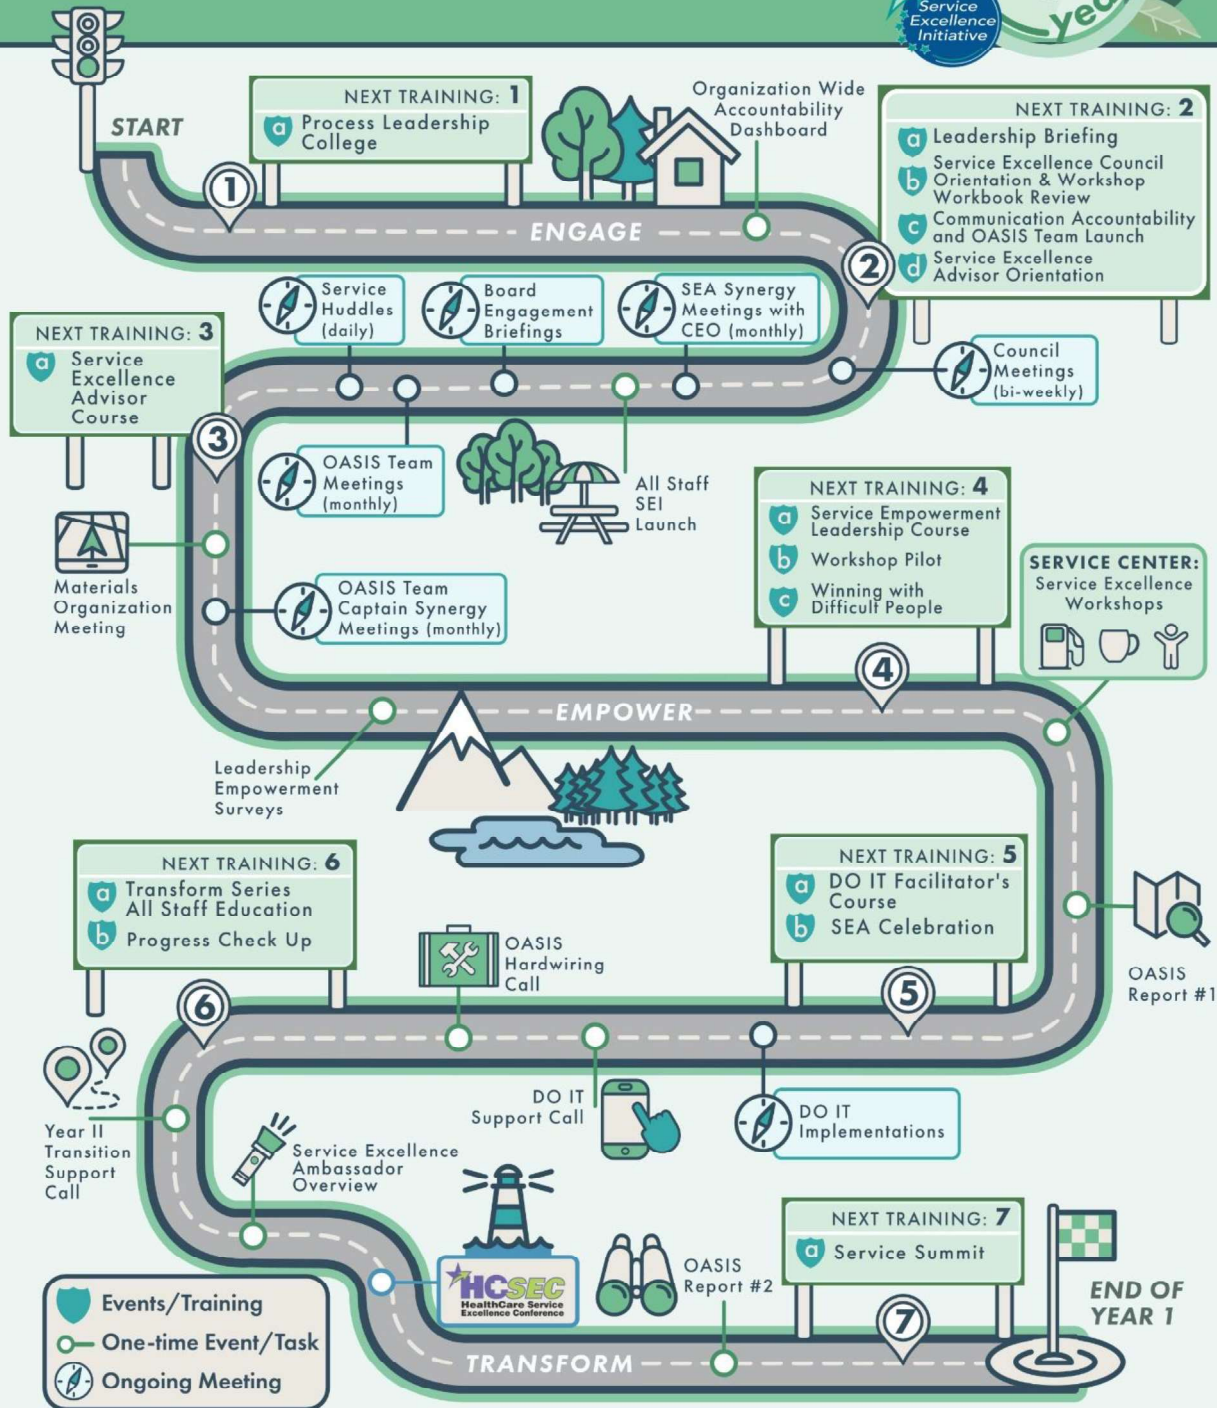 Service
Excellence
Initiative
START
NEXT TRAINING: 1
a Process Leadership
College
Organization Wide
Accountability
Dashboard
NEXT TRAINING: 2
a Leadership Briefing
b Service Excellence Council
Orientation & Workshop
Workbook Review
c Communication Accountability
and OASIS Team Launch
d Service Excellence
Advisor Orientation
1
ENGAGE
2
Service
Huddles
(daily)
Board
Engagement
Briefings
SEA Synergy
Meetings with
CEO (monthly)
Council
Meetings
(bi-weekly)
NEXT TRAINING: 3
a Service
Excellence
Advisor
Course
3
OASIS Team
Meetings
(monthly)
All Staff
SEI
Launch
Materials
Organization
Meeting
OASIS Team
Captain Synergy
Meetings (monthly)
NEXT TRAINING: 4
a Service Empowerment
Leadership Course
b Workshop Pilot
c Winning with
Difficult People
SERVICE CENTER:
Service Excellence
Workshops
4
EMPOWER
Leadership
Empowerment
Surveys
NEXT TRAINING: 5
a DO IT Facilitator's
Course
b SEA Celebration
OASIS
Report #1
NEXT TRAINING: 6
a Transform Series
All Staff Education
b Progress Check Up
OASIS
Hardwiring
Call
5
6
DO IT
Support Call
DO IT
Implementations
Year II
Transition
Support
Call
Service Excellence
Ambassador
Overview
HCSEC
HealthCare Service
Excellence Conference
OASIS
Report #2
NEXT TRAINING: 7
a Service Summit
7
END OF
YEAR 1
TRANSFORM
Events/Training
One-time Event/Task
Ongoing Meeting